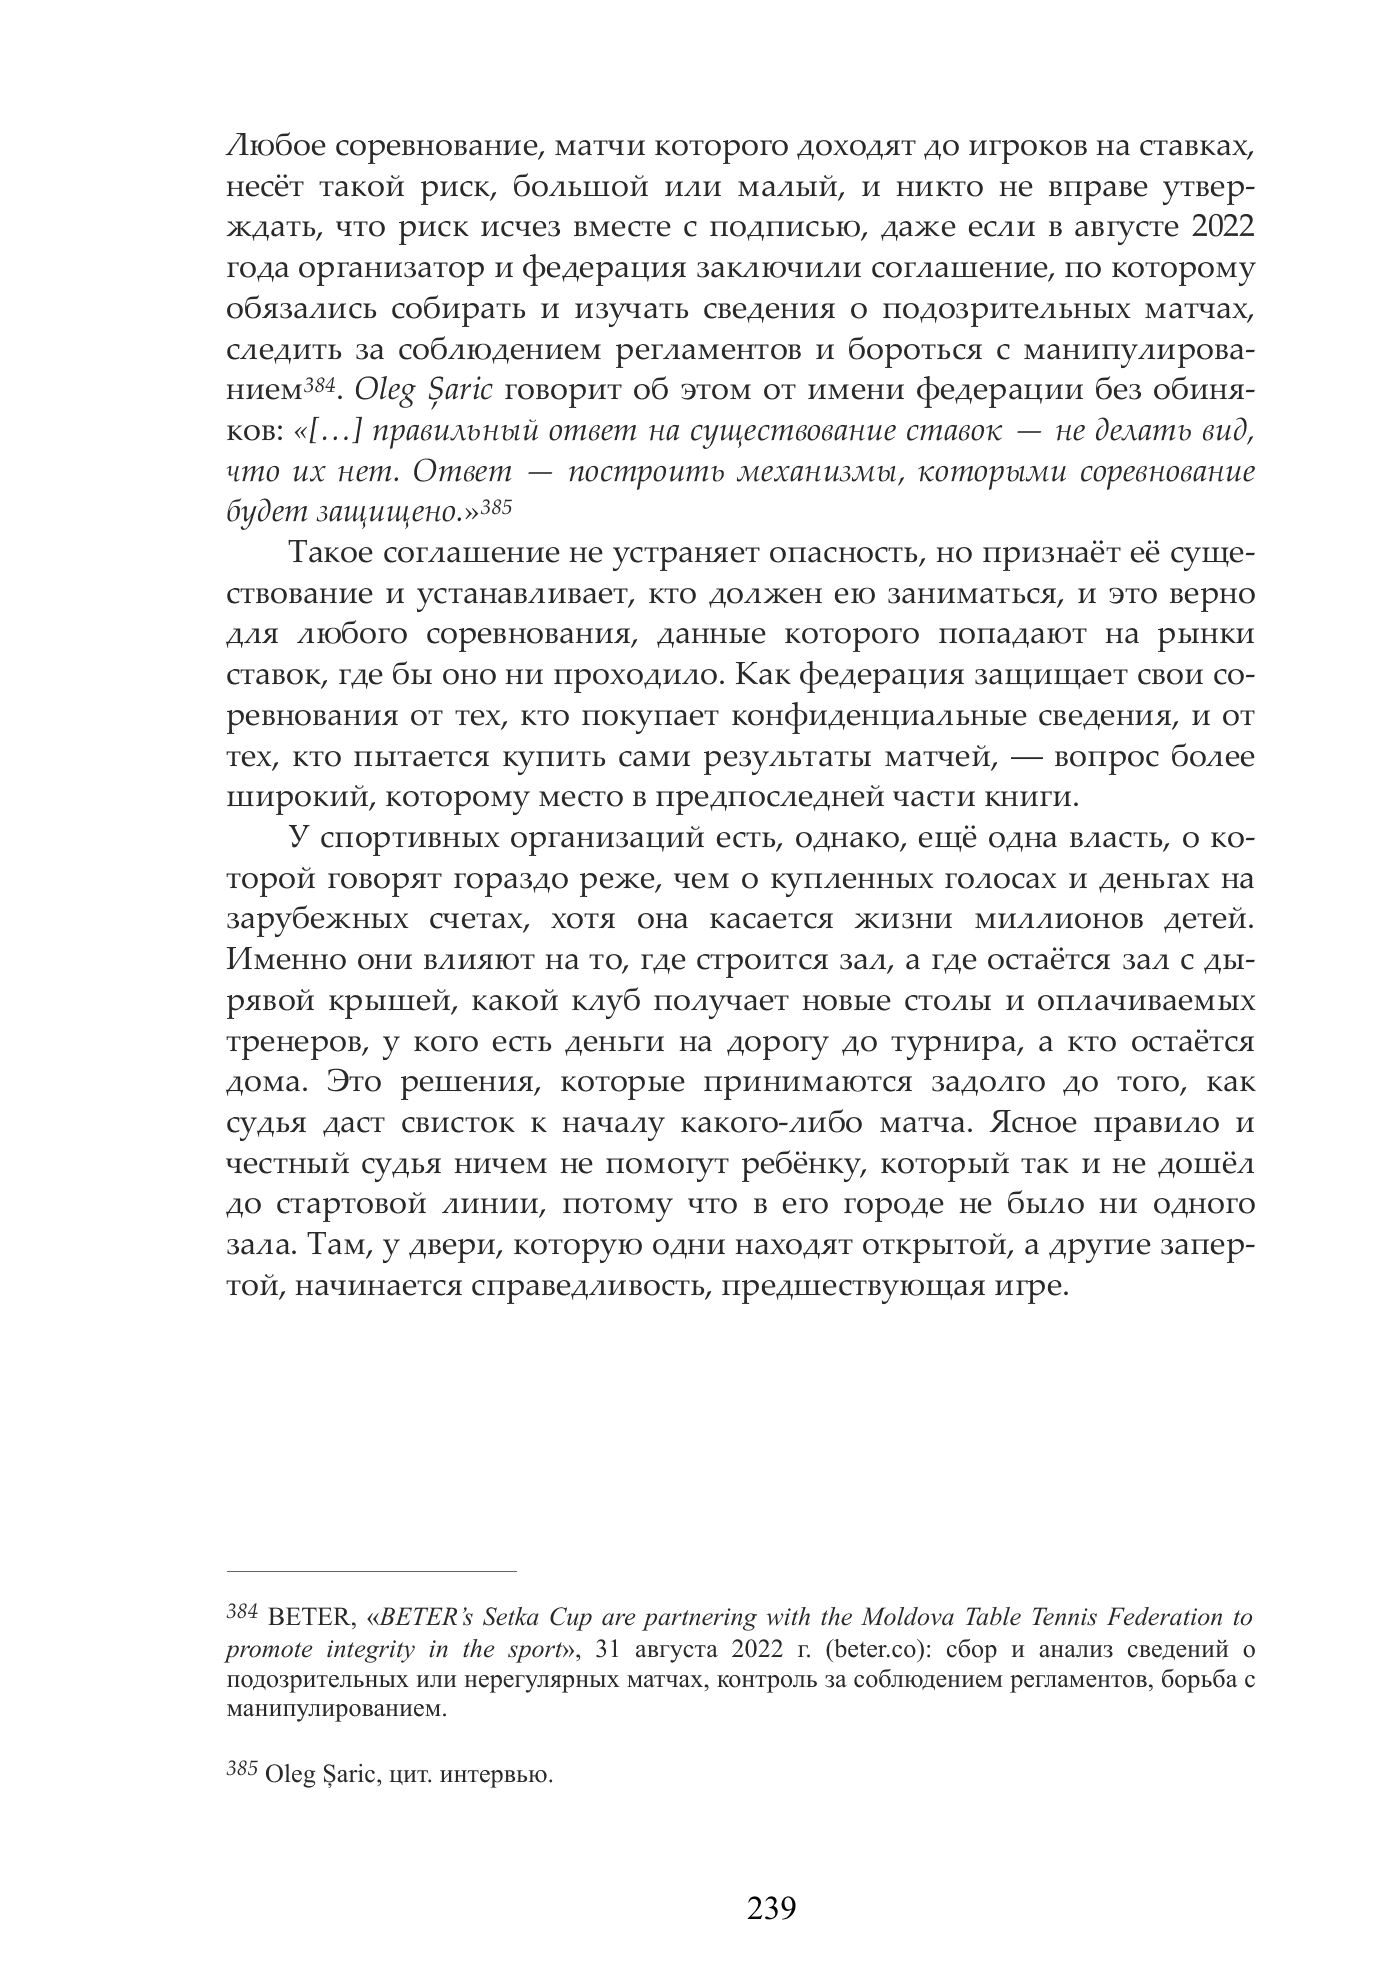 Любое соревнование, матчи которого доходят до игроков на ставках,
несёт такой риск, большой или малый, и никто не вправе утвер-
ждать, что риск исчез вместе с подписью, даже если в августе 2022
года организатор и федерация заключили соглашение, по которому
обязались собирать и изучать сведения о подозрительных матчах,
следить за соблюдением регламентов и бороться с манипулирова-
нием384. Oleg Șaric говорит об этом от имени федерации без обиня-
ков: «[…] правильный ответ на существование ставок — не делать вид,
что их нет. Ответ — построить механизмы, которыми соревнование
будет защищено.»385
Такое соглашение не устраняет опасность, но признаёт её суще-
ствование и устанавливает, кто должен ею заниматься, и это верно
для любого соревнования, данные которого попадают на рынки
ставок, где бы оно ни проходило. Как федерация защищает свои со-
ревнования от тех, кто покупает конфиденциальные сведения, и от
тех, кто пытается купить сами результаты матчей, — вопрос более
широкий, которому место в предпоследней части книги.
У спортивных организаций есть, однако, ещё одна власть, о ко-
торой говорят гораздо реже, чем о купленных голосах и деньгах на
зарубежных счетах, хотя она касается жизни миллионов детей.
Именно они влияют на то, где строится зал, а где остаётся зал с ды-
рявой крышей, какой клуб получает новые столы и оплачиваемых
тренеров, у кого есть деньги на дорогу до турнира, а кто остаётся
дома. Это решения, которые принимаются задолго до того, как
судья даст свисток к началу какого-либо матча. Ясное правило и
честный судья ничем не помогут ребёнку, который так и не дошёл
до стартовой линии, потому что в его городе не было ни одного
зала. Там, у двери, которую одни находят открытой, а другие запер-
той, начинается справедливость, предшествующая игре.
384 BETER, «BETER’s Setka Cup are partnering with the Moldova Table Tennis Federation to
promote integrity in the sport», 31 августа 2022 г. (beter.co): сбор и анализ сведений о
подозрительных или нерегулярных матчах, контроль за соблюдением регламентов, борьба с
манипулированием.
385 Oleg Șaric, цит. интервью.
239